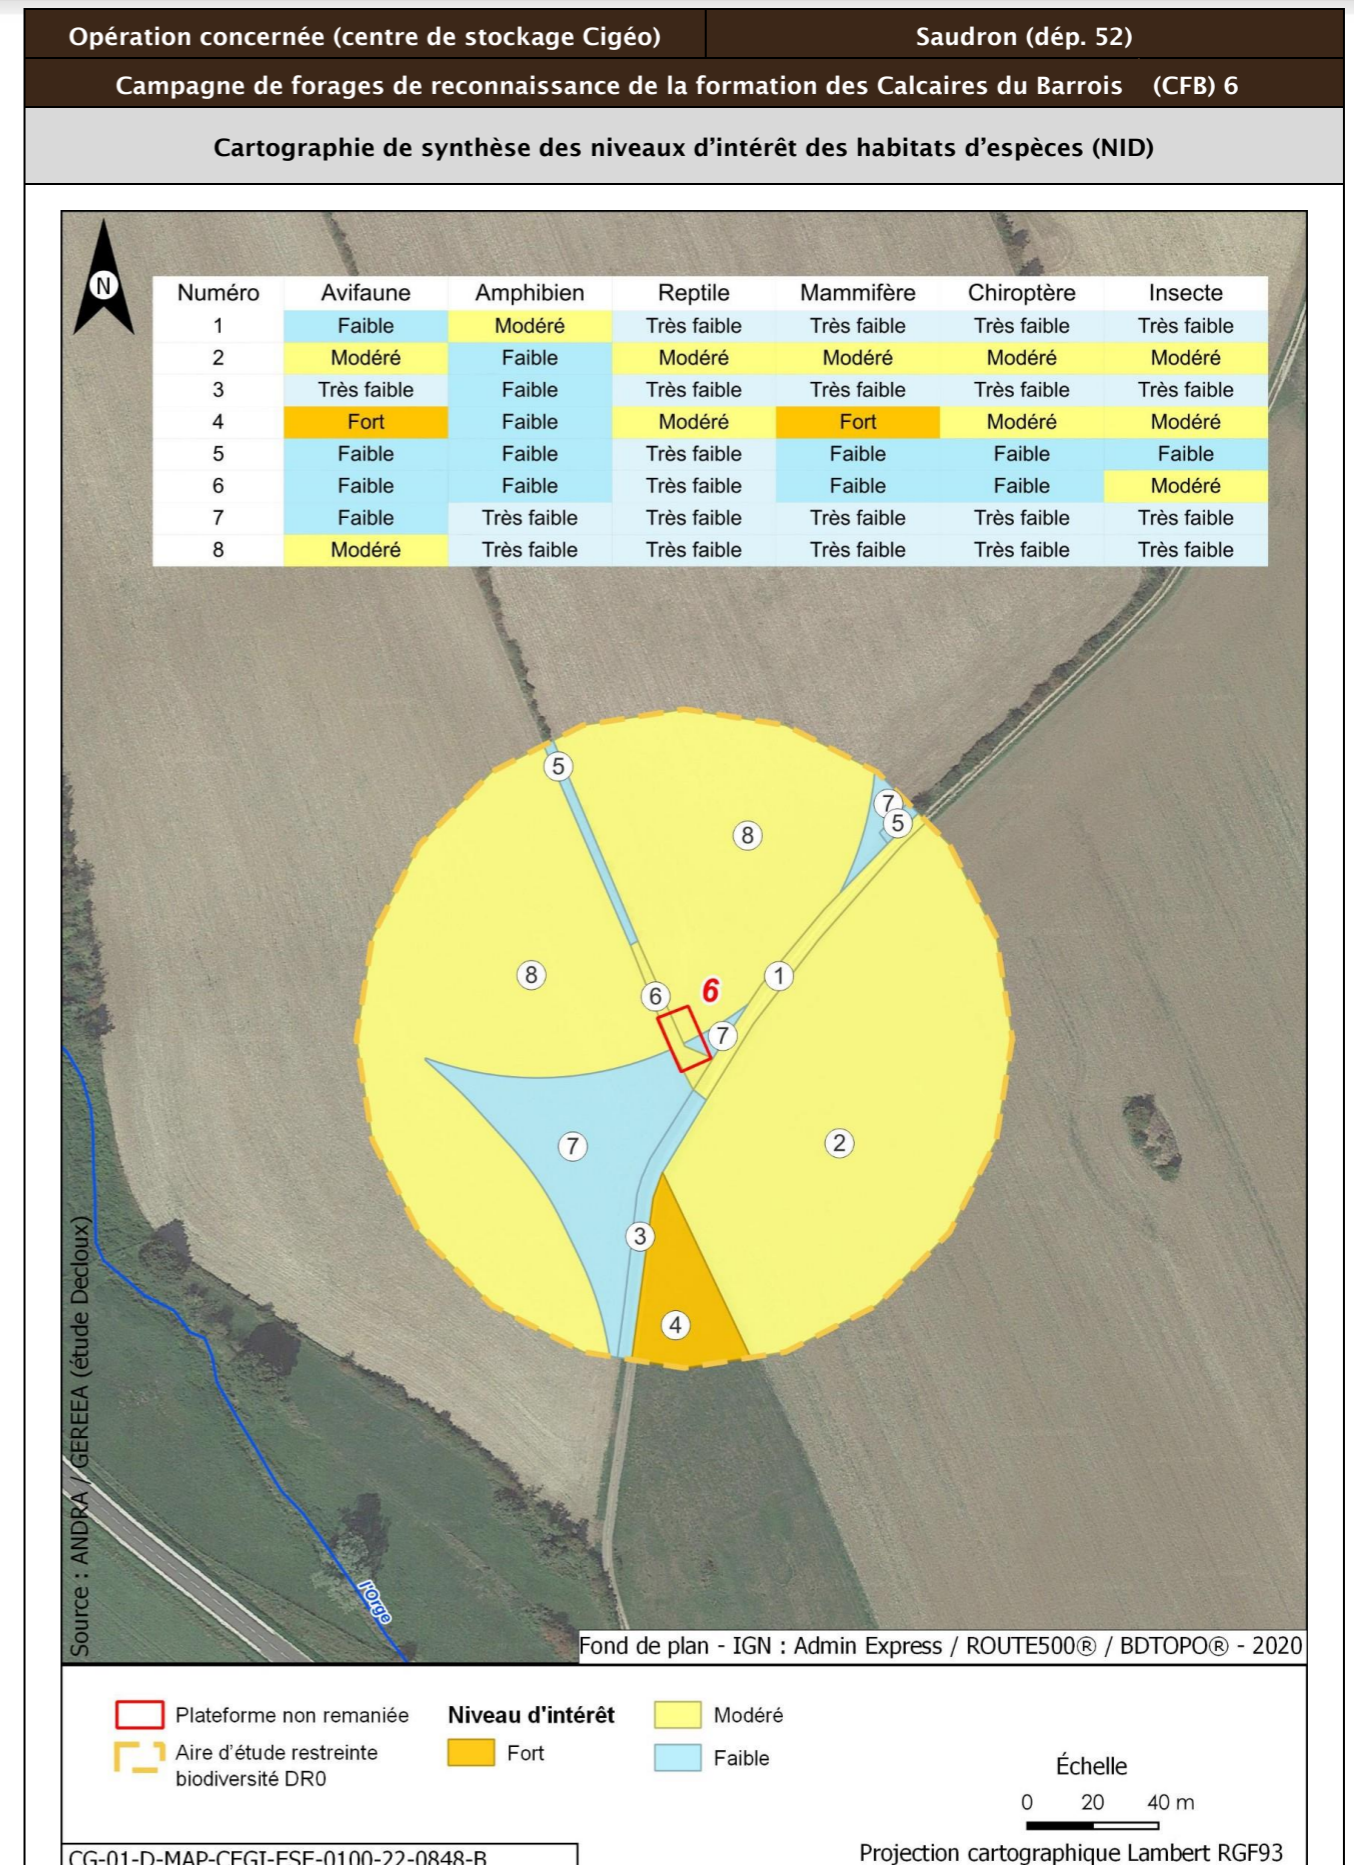 Opération concernée (centre de stockage Cigéo) Saudron (dép. 52)
Campagne de forages de reconnaissance de la formation des Calcaires du Barrois (CFB) 6
Cartographie de synthèse des niveaux d'intérêt des habitats d'espèces (NID)
N
Numéro Avifaune Amphibien Reptile Mammifère Chiroptère Insecte
1 Faible Modéré Très faible Très faible Très faible Très faible
2 Modéré Faible Modéré Modéré Modéré Modéré
3 Très faible Faible Très faible Très faible Très faible Très faible
4 Fort Faible Modéré Fort Modéré Modéré
5 Faible Faible Très faible Faible Faible Faible
6 Faible Faible Très faible Faible Faible Modéré
7 Faible Très faible Très faible Très faible Très faible Très faible
8 Modéré Très faible Très faible Très faible Très faible Très faible
5
7
5
8
8
1
6
6
7
7
2
3
4
Source : ANDRA / GEREEA (étude Decloux)
l'Orge
Fond de plan - IGN : Admin Express / ROUTE500® / BDTOPO® - 2020
Plateforme non remaniée
Aire d'étude restreinte
biodiversité DR0
Niveau d'intérêt
Fort
Modéré
Faible
Échelle
0 20 40 m
Projection cartographique Lambert RGF93
CG-01-D-MAP-CEGI-ESE-0100-22-0848-B